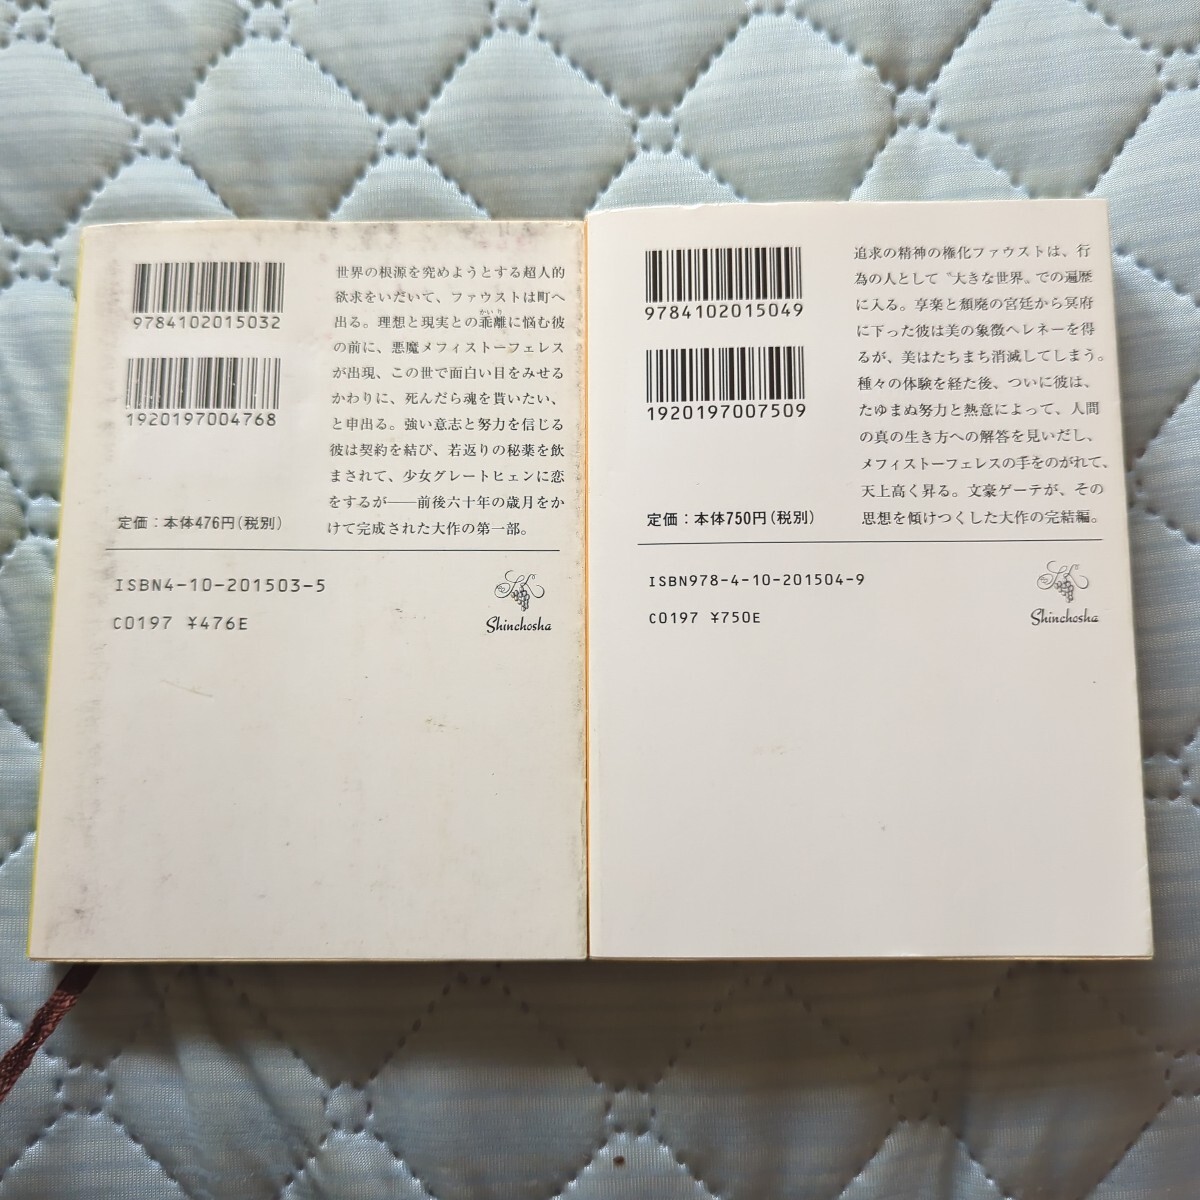 9784102015032
1920197004768
世界の根源を究めようとする超人的
欲求をいだいて、ファウストは町へ
出る。理想と現実との乖離に悩む彼
かいり
の前に、悪魔メフィストーフェレス
が出現、この世で面白い目をみせる
かわりに、死んだら魂を貰いたい、
と申出る。強い意志と努力を信じる
彼は契約を結び、若返りの秘薬を飲
まされて、少女グレートヒェンに恋
をするが──前後六十年の歳月をか
けて完成された大作の第一部。
定価：本体476円(税別)
ISBN4-10-201503-5
C0197 ¥476E
Shinchosha
9784102015049
1920197007509
追求の精神の権化ファウストは、行
為の人として〝大きな世界〟での遍歴
に入る。享楽と頽廃の宮廷から冥府
に下った彼は美の象徴ヘレネーを得
るが、美はたちまち消滅してしまう。
種々の体験を経た後、ついに彼は、
たゆまぬ努力と熱意によって、人間
の真の生き方への解答を見いだし、
メフィストーフェレスの手をのがれて、
天上高く昇る。文豪ゲーテが、その
思想を傾けつくした大作の完結編。
定価：本体750円(税別)
ISBN978-4-10-201504-9
C0197 ¥750E
Shinchosha